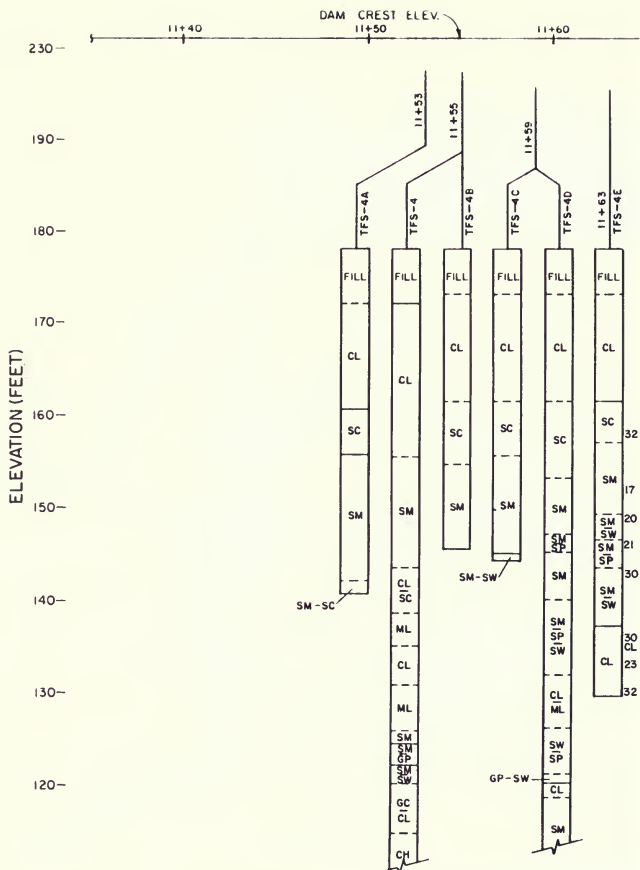 DAM CREST ELEV.
11+40 11+50 11+60
230-
190-
180-
170-
160-
150-
140-
130-
120-
ELEVATION (FEET)
11+53
TFS-4A
FILL
CL
SC
SM
SM-SC
11+55
TFS-4
CL
SM
CL
SC
ML
CL
ML
SM
SM
GP
SM
SW
GC
CL
CH
TFS-4B
FILL
CL
SC
SM
11+59
TFS-4C
FILL
CL
SC
SM
SM-SW
TFS-4D
FILL
CL
SC
SM
SM
SP
SM
SM
SP
SW
CL
ML
SW
SP
GP-SW
CL
SM
11+63
TFS-4E
FILL
CL
SC
SM
SM
SW
SM
SP
SM
SW
CL
32
17
20
21
30
30
CL
23
32